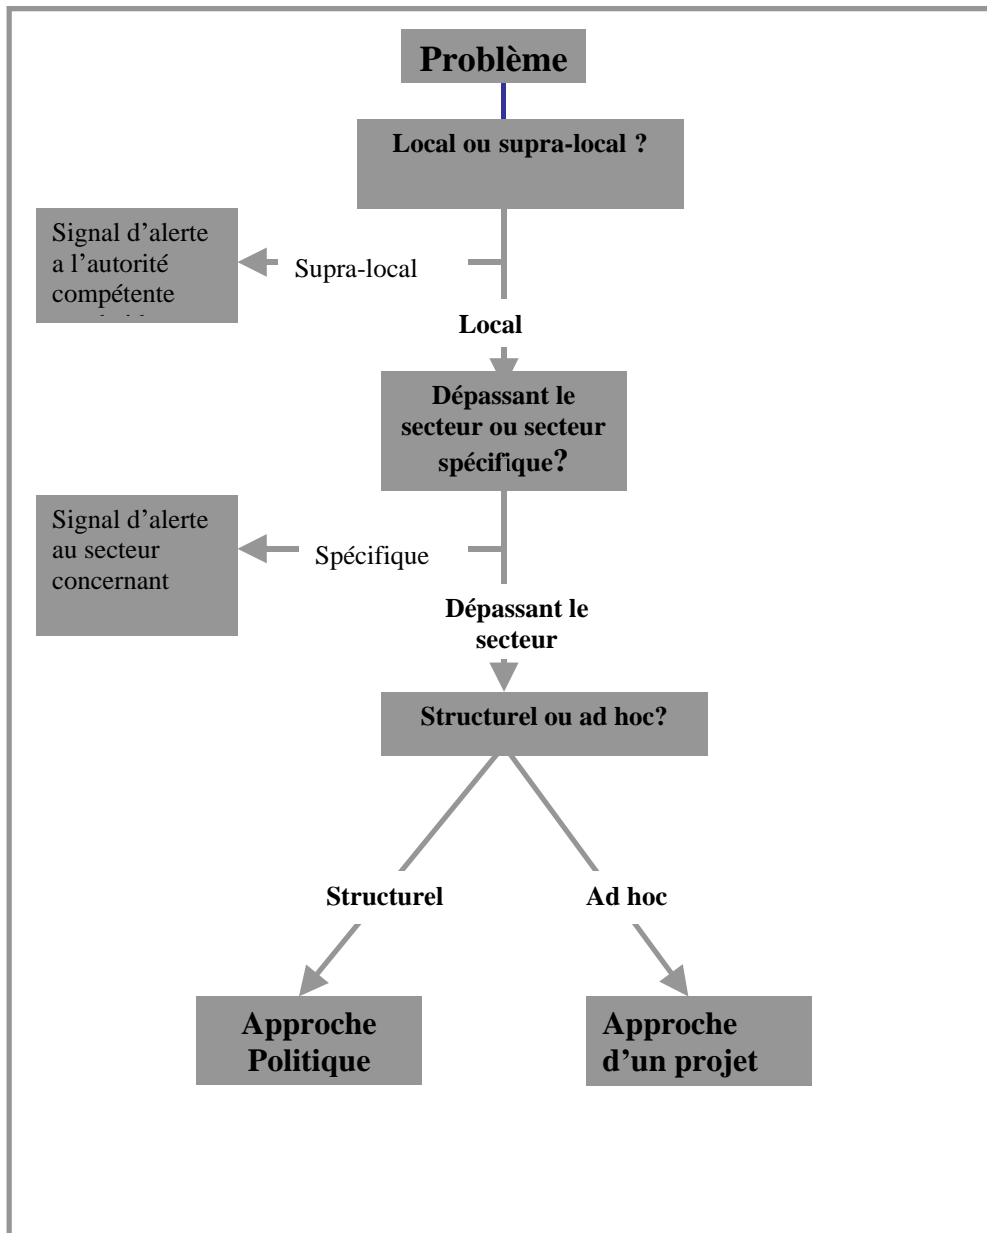 Problème
Local ou supra-local ?
Signal d’alerte
a l’autorité
compétente
Supra-local
Local
Dépassant le
secteur ou secteur
spécifique?
Signal d’alerte
au secteur
concernant
Spécifique
Dépassant le
secteur
Structurel ou ad hoc?
Structurel
Ad hoc
Approche
Politique
Approche
d’un projet